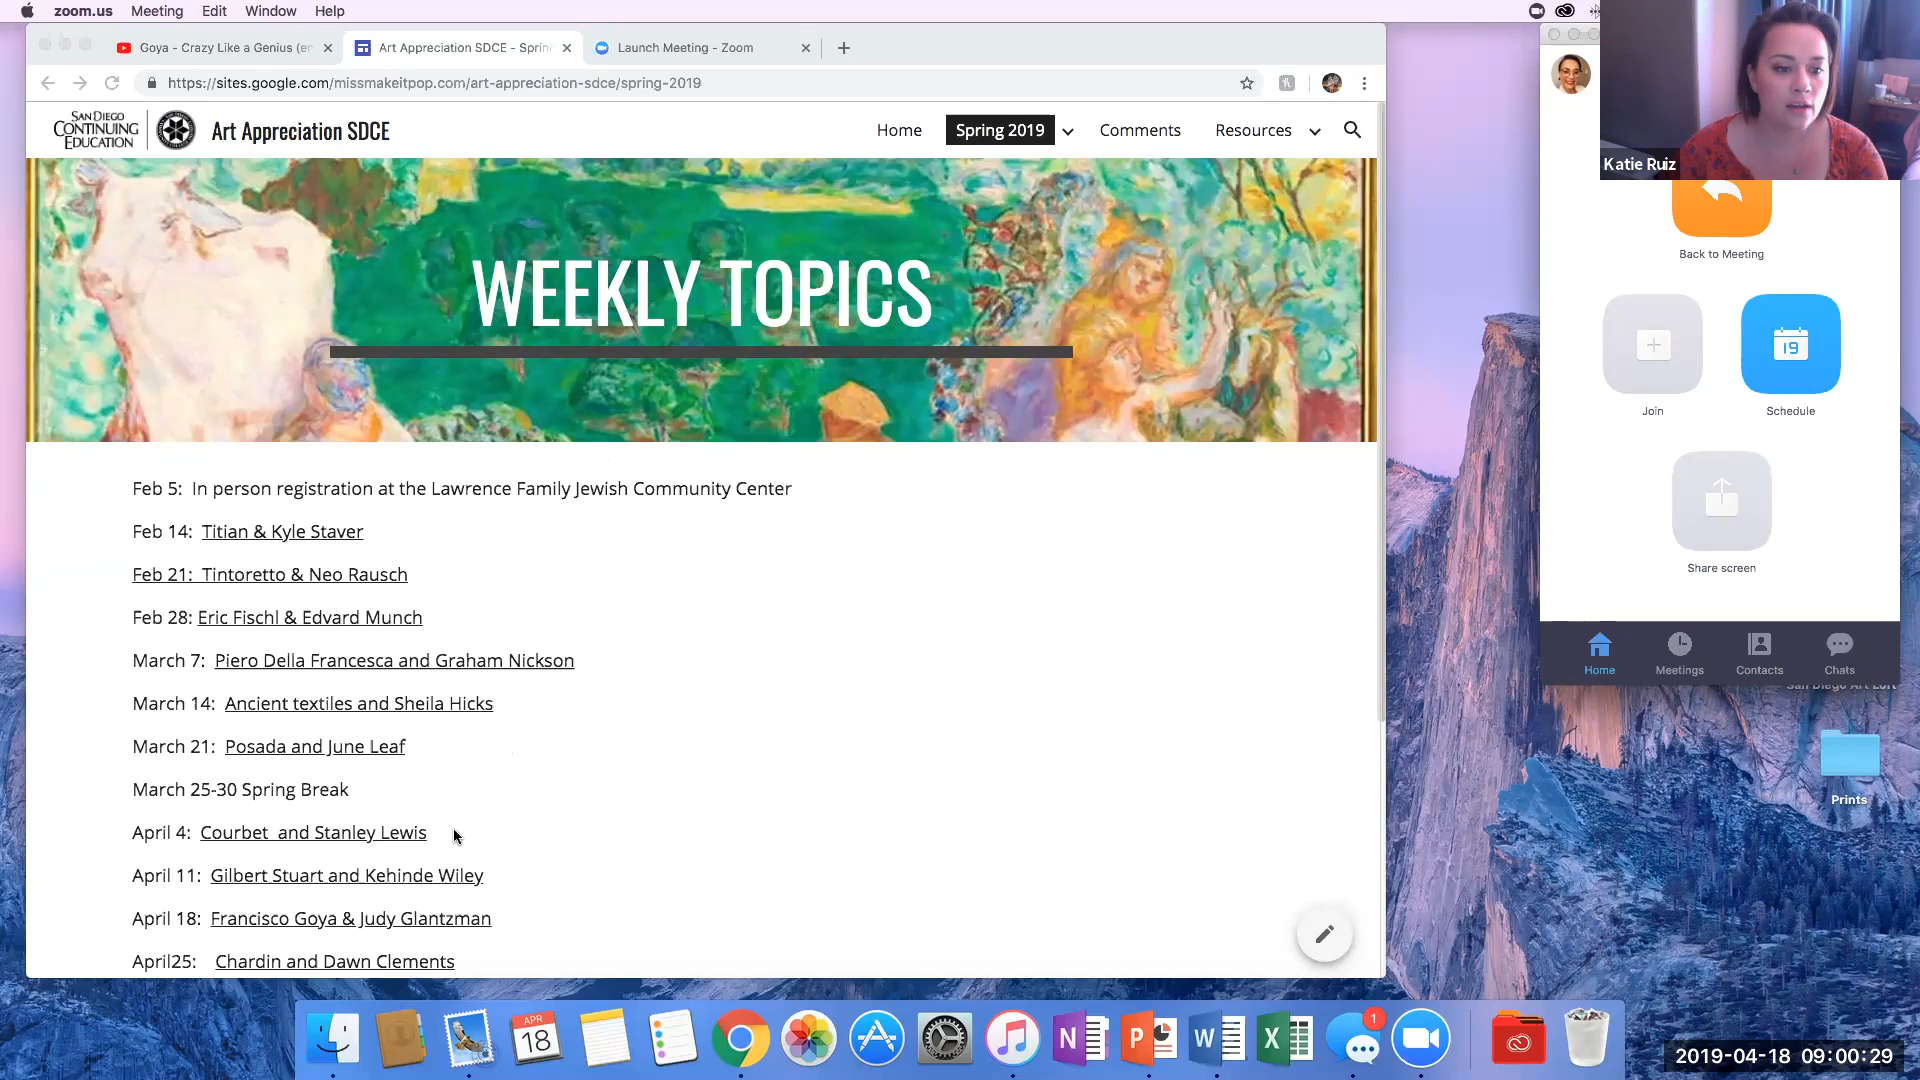 zoom.us Meeting Edit Window Help
Goya - Crazy Like a Genius (en
Art Appreciation SDCE - Sprin
Launch Meeting - Zoom
https://sites.google.com/missmakeitpop.com/art-appreciation-sdce/spring-2019
SAN DIEGO
CONTINUING
EDUCATION
Art Appreciation SDCE
Home
Spring 2019
Comments
Resources
WEEKLY TOPICS
Feb 5: In person registration at the Lawrence Family Jewish Community Center
Feb 14: Titian & Kyle Staver
Feb 21: Tintoretto & Neo Rausch
Feb 28: Eric Fischl & Edvard Munch
March 7: Piero Della Francesca and Graham Nickson
March 14: Ancient textiles and Sheila Hicks
March 21: Posada and June Leaf
March 25-30 Spring Break
April 4: Courbet and Stanley Lewis
April 11: Gilbert Stuart and Kehinde Wiley
April 18: Francisco Goya & Judy Glantzman
April25: Chardin and Dawn Clements
Katie Ruiz
Back to Meeting
19
Join
Schedule
Share screen
Home
Meetings
Contacts
Chats
San Diego Art Loft
Prints
APR
18
N
P
W
X
1
2019-04-18 09:00:29